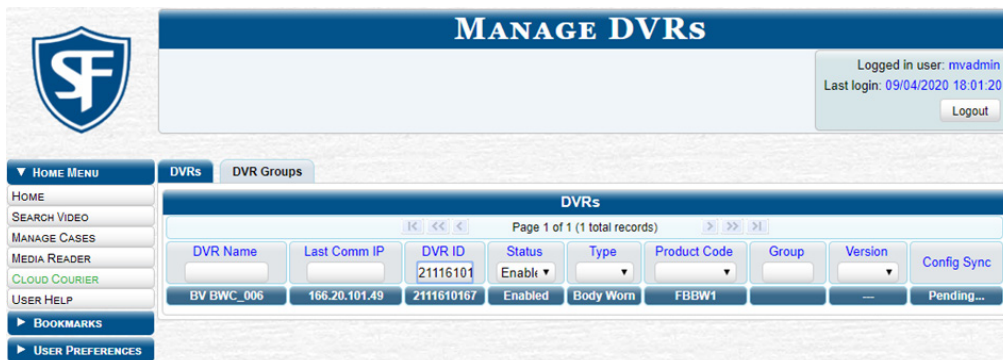 MANAGE DVRS
SF
Logged in user: mvadmin
Last login: 09/04/2020 18:01:20
Logout
▼ HOME MENU
DVRs DVR Groups
HOME
SEARCH VIDEO
MANAGE CASES
MEDIA READER
CLOUD COURIER
USER HELP
► BOOKMARKS
► USER PREFERENCES
DVRs
Page 1 of 1 (1 total records)
DVR Name Last Comm IP DVR ID Status Type Product Code Group Version Config Sync
21116101 Enable
BV BWC_006 166.20.101.49 2111610167 Enabled Body Worn FBBW1 --- Pending...